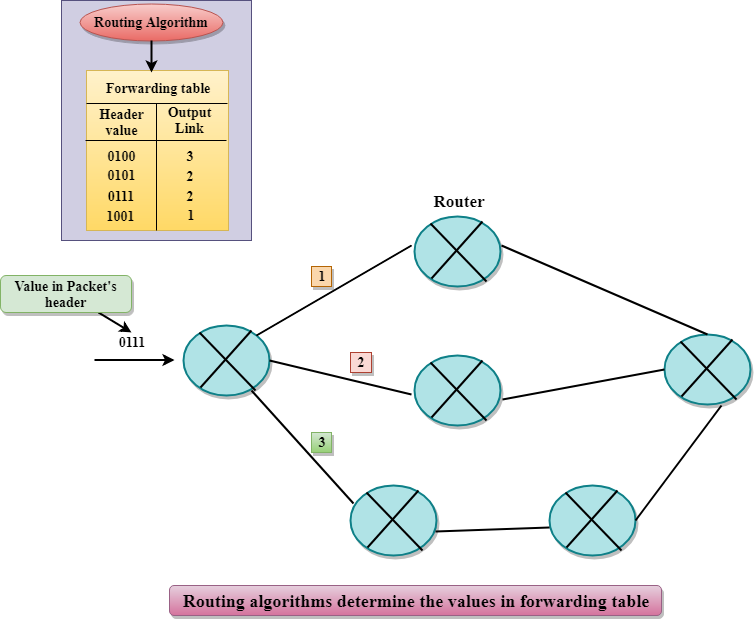 Routing Algorithm
Forwarding table
Header Output
value Link
0100 3
0101 2
0111 2
1001 1
Router
1
Value in Packet's
header
0111
2
3
Routing algorithms determine the values in forwarding table